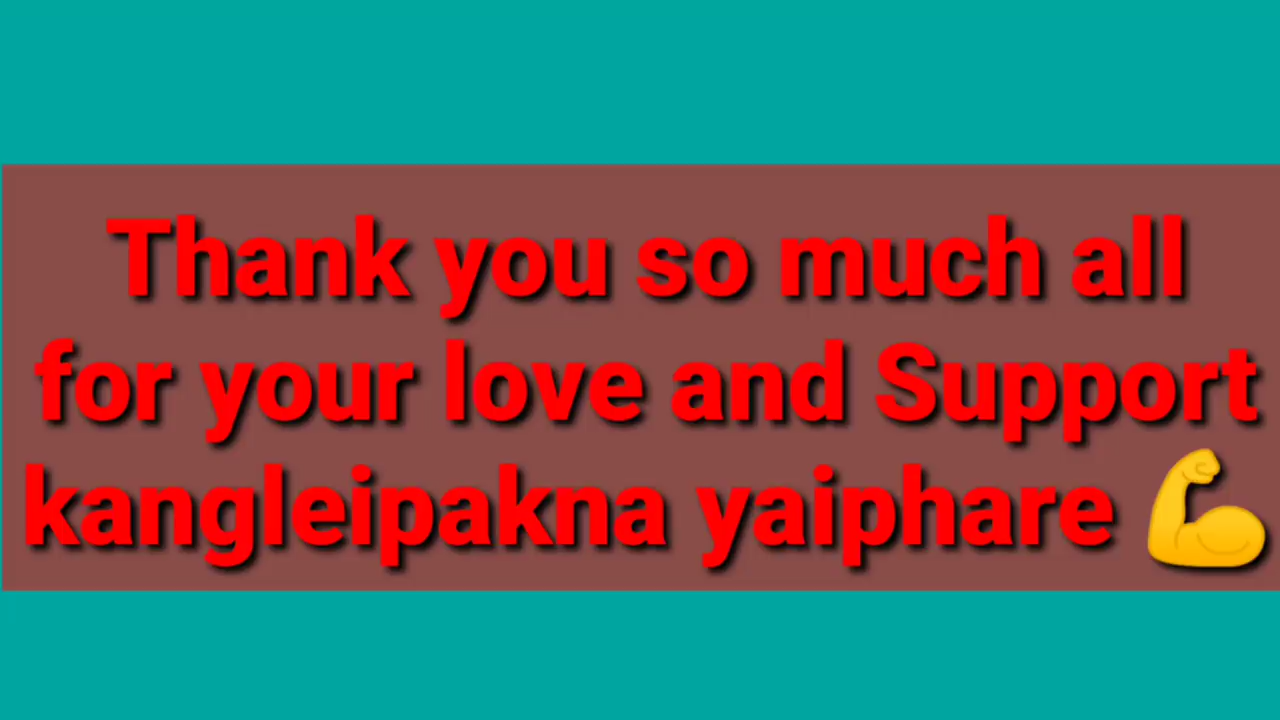 Thank you so much all
for your love and Support
kangleipakna yaiphare 💪